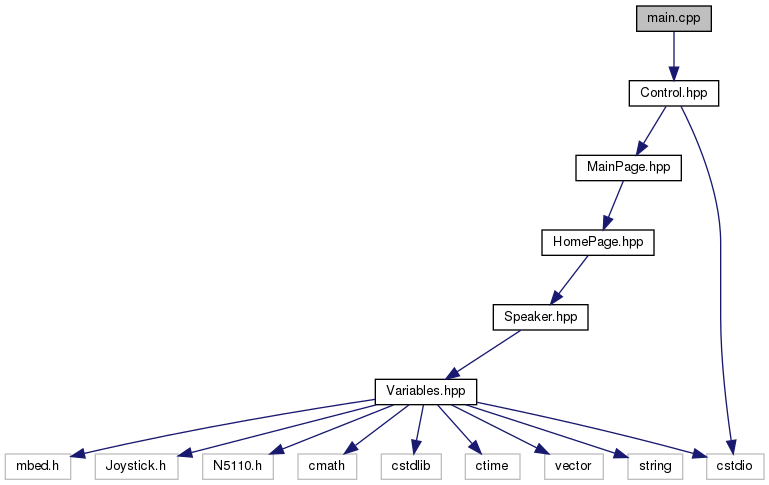 main.cpp
Control.hpp
MainPage.hpp
HomePage.hpp
Speaker.hpp
Variables.hpp
mbed.h
Joystick.h
N5110.h
cmath
cstdlib
ctime
vector
string
cstdio